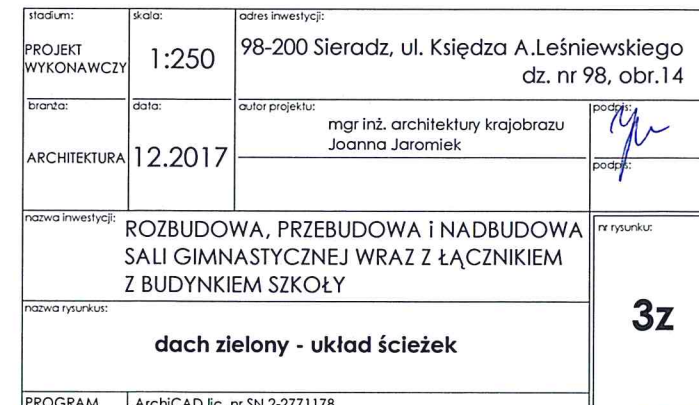 stadium:
skala:
adres inwestycji:
PROJEKT
WYKONAWCZY
1:250
98-200 Sieradz, ul. Księdza A.Leśniewskiego
dz. nr 98, obr.14
branża:
data:
autor projektu:
podpis:
ARCHITEKTURA
12.2017
mgr inż. architektury krajobrazu
Joanna Jaromiek
podpis:
nazwa inwestycji:
ROZBUDOWA, PRZEBUDOWA i NADBUDOWA
SALI GIMNASTYCZNEJ WRAZ Z ŁĄCZNIKIEM
Z BUDYNKIEM SZKOŁY
nr rysunku:
3z
nazwa rysunkus:
dach zielony - układ ścieżek
PROGRAM
ArchiCAD lic. nr SN 2-2771178